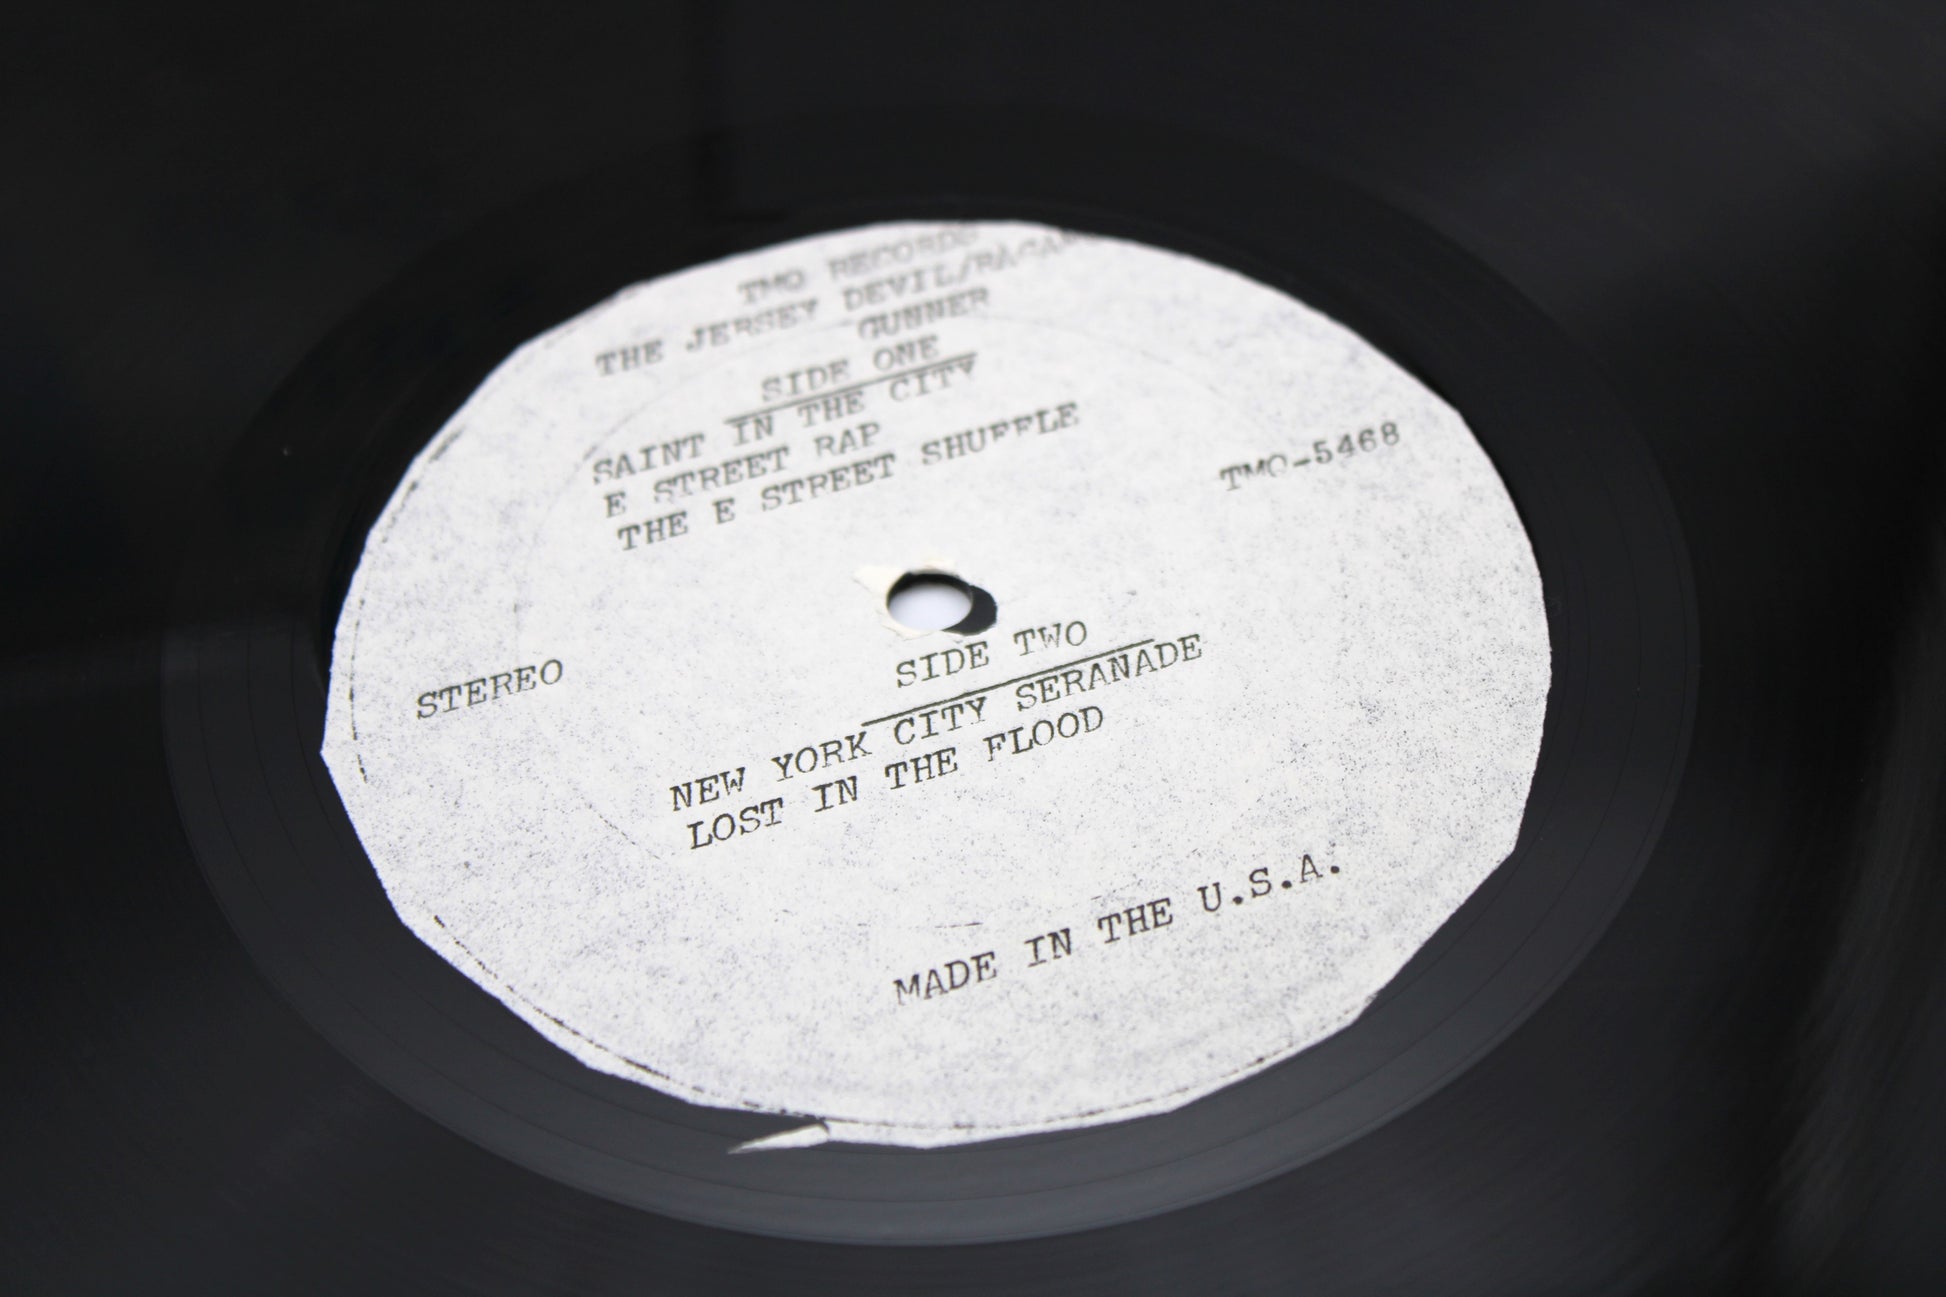 TMO RECORDS
THE JERSEY DEVIL/
GUNNER
SIDE ONE
SAINT IN THE CITY
E STREET RAP
THE E STREET SHUFFLE
TMO-5468
STEREO
SIDE TWO
NEW YORK CITY SERANADE
LOST IN THE FLOOD
MADE IN THE U.S.A.